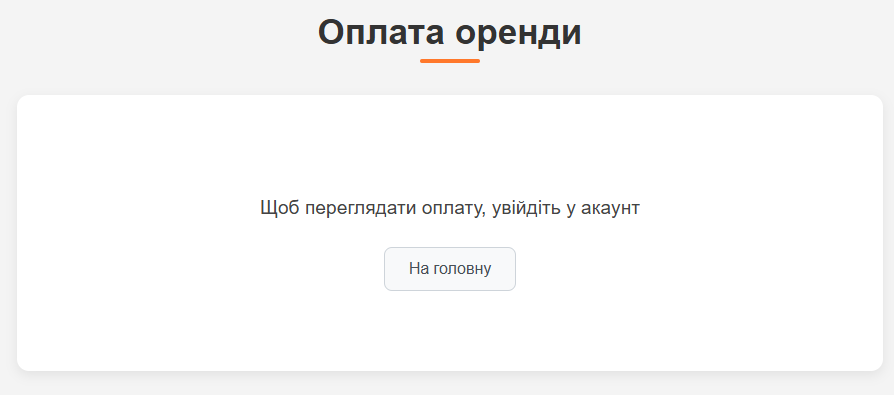 Оплата оренди
Щоб переглядати оплату, увійдіть у акаунт
На головну